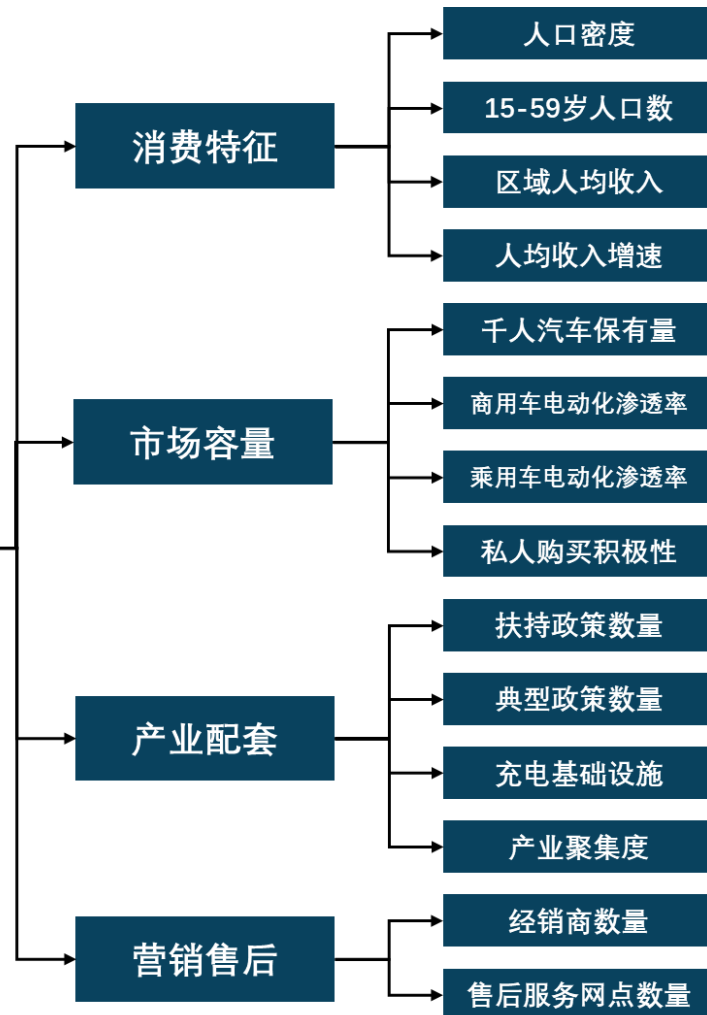 消费特征
人口密度
15-59岁人口数
区域人均收入
人均收入增速
市场容量
千人汽车保有量
商用车电动化渗透率
乘用车电动化渗透率
私人购买积极性
产业配套
扶持政策数量
典型政策数量
充电基础设施
产业聚集度
营销售后
经销商数量
售后服务网点数量